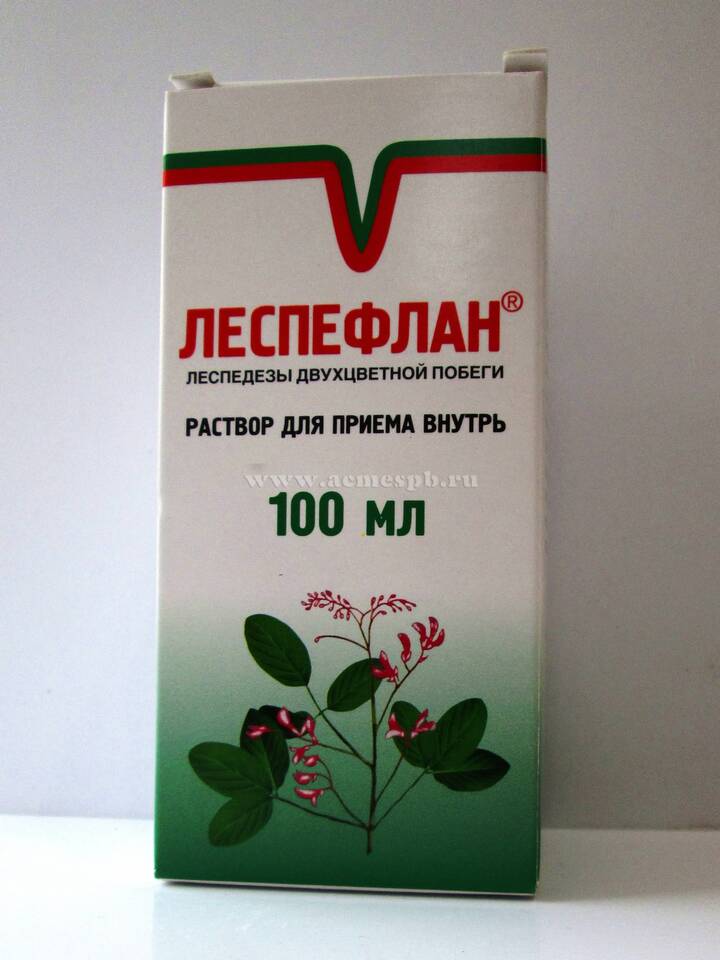 ЛЕСПЕФЛАН®
ЛЕСПЕДЕЗЫ ДВУХЦВЕТНОЙ ПОБЕГИ
РАСТВОР ДЛЯ ПРИЕМА ВНУТРЬ
www.acmespb.ru
100 мл